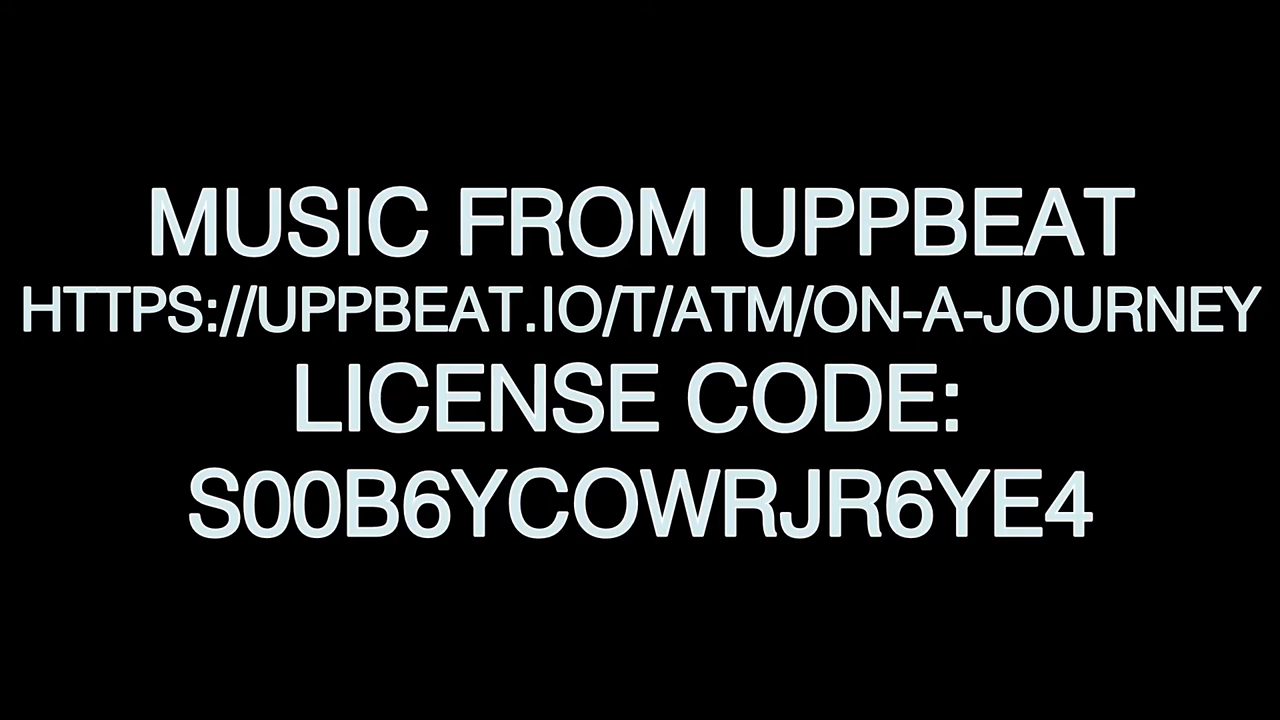 MUSIC FROM UPPBEAT
HTTPS://UPPBEAT.IO/T/ATM/ON-A-JOURNEY
LICENSE CODE:
S00B6YCOWRJR6YE4